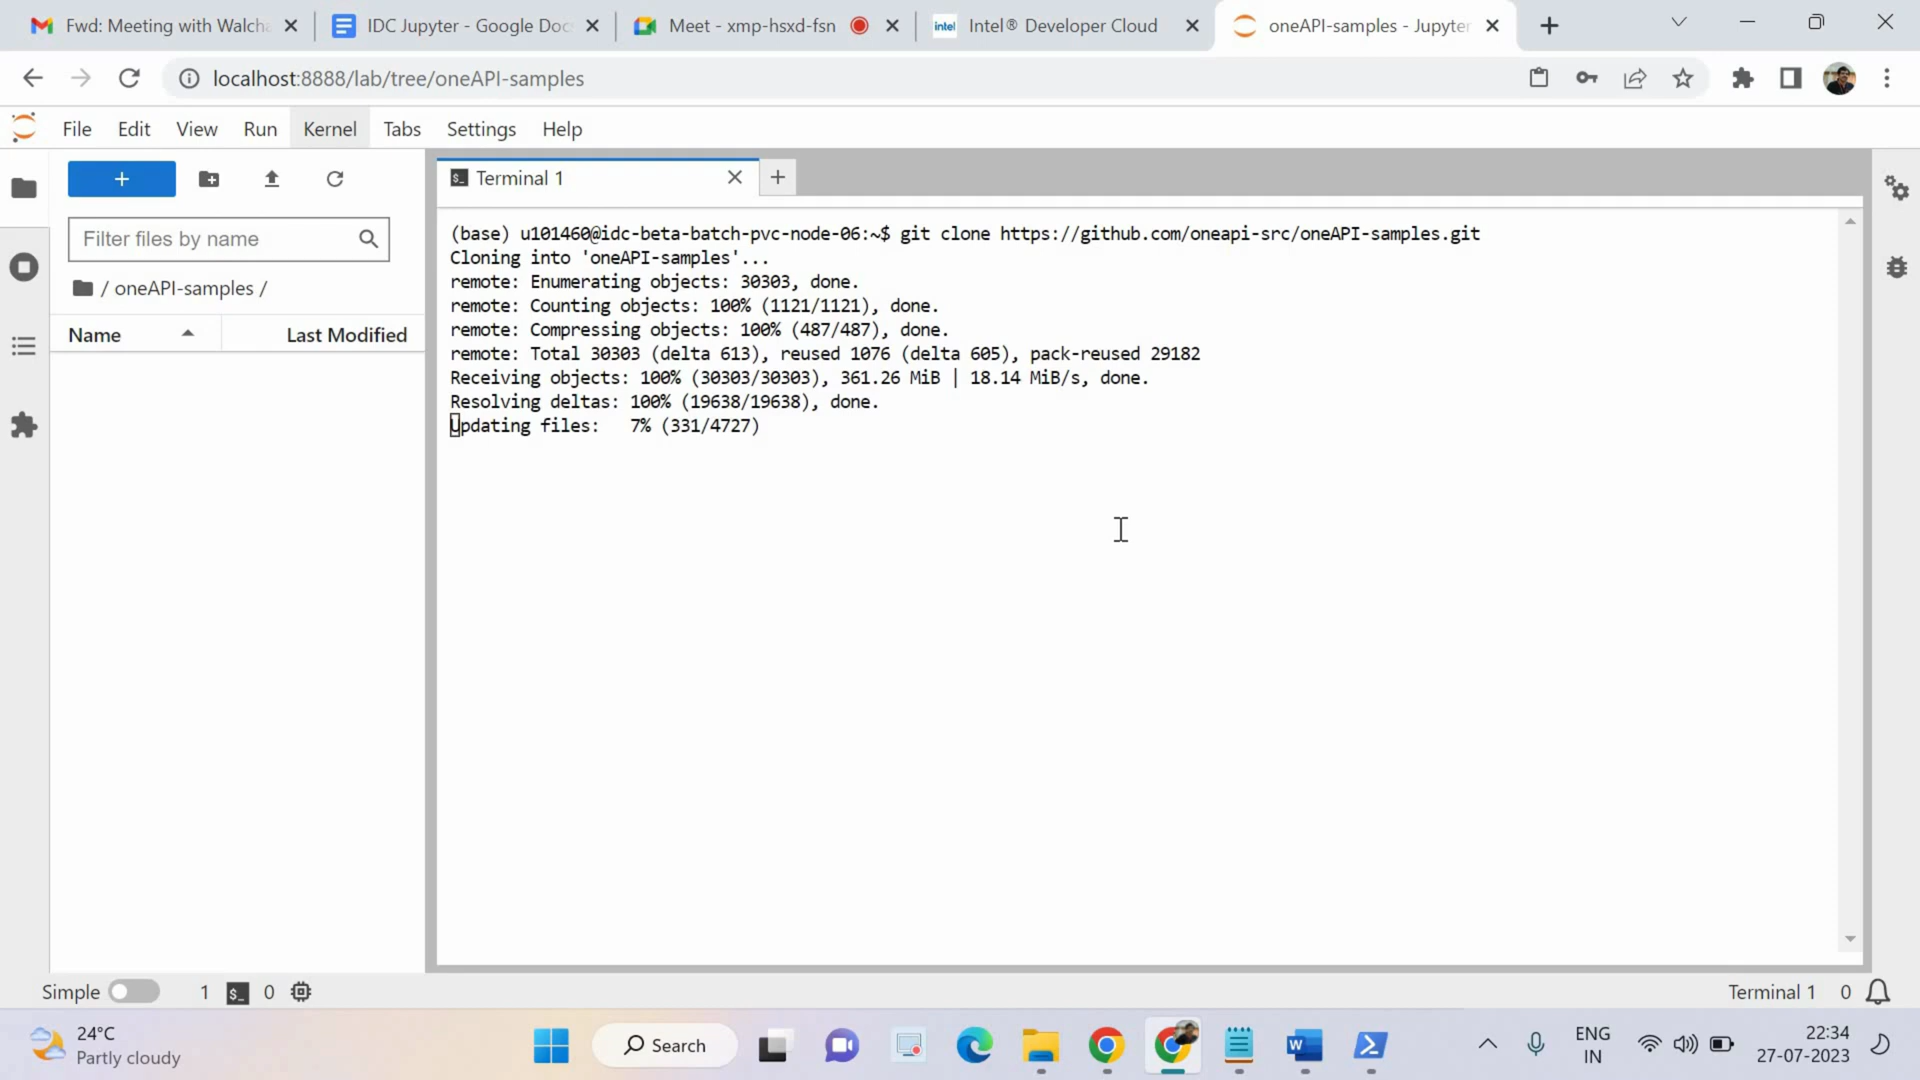 Fwd: Meeting with Walcha
IDC Jupyter - Google Doc
Meet - xmp-hsxd-fsn
intel
Intel® Developer Cloud
oneAPI-samples - Jupyter
localhost:8888/lab/tree/oneAPI-samples
File Edit View Run Kernel Tabs Settings Help
+
Terminal 1
Filter files by name
/ oneAPI-samples /
Name
Last Modified
(base) u101460@idc-beta-batch-pvc-node-06:~$ git clone https://github.com/oneapi-src/oneAPI-samples.git
Cloning into 'oneAPI-samples'...
remote: Enumerating objects: 30303, done.
remote: Counting objects: 100% (1121/1121), done.
remote: Compressing objects: 100% (487/487), done.
remote: Total 30303 (delta 613), reused 1076 (delta 605), pack-reused 29182
Receiving objects: 100% (30303/30303), 361.26 MiB | 18.14 MiB/s, done.
Resolving deltas: 100% (19638/19638), done.
Updating files:   7% (331/4727)
Simple
1
$_
0
Terminal 1
0
24°C
Partly cloudy
Search
ENG
IN
22:34
27-07-2023